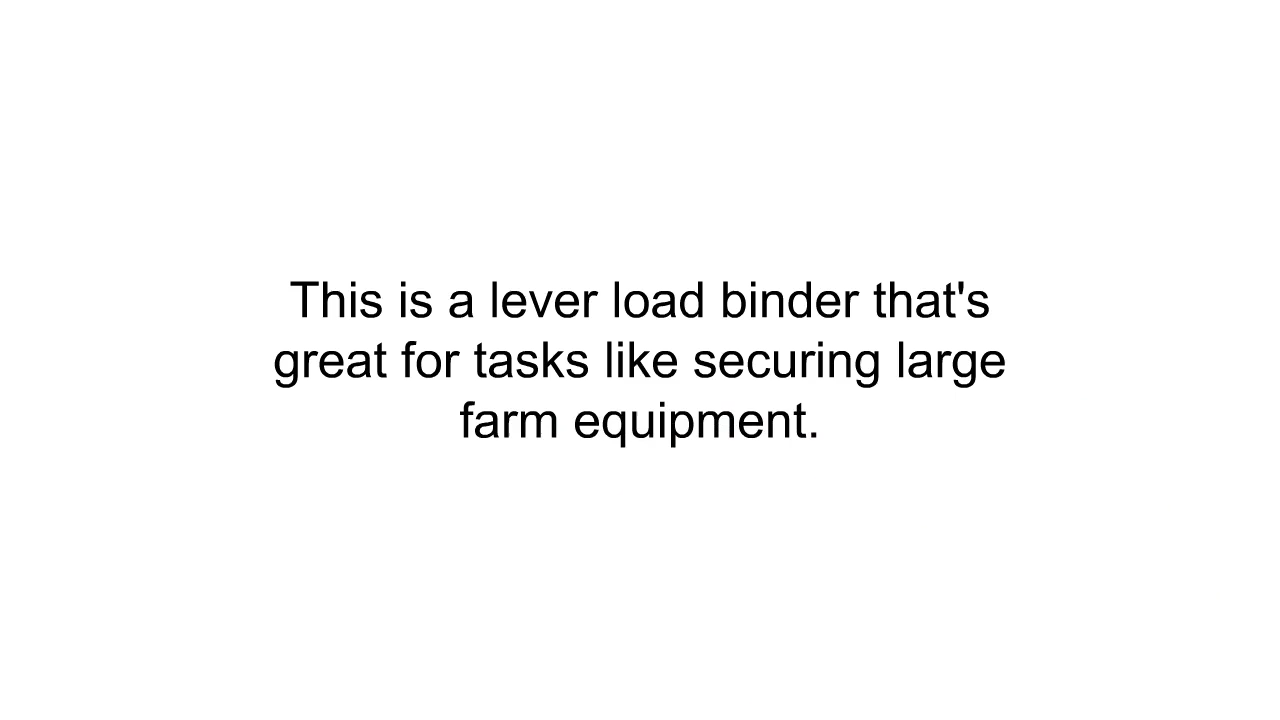 This is a lever load binder that's
great for tasks like securing large
farm equipment.